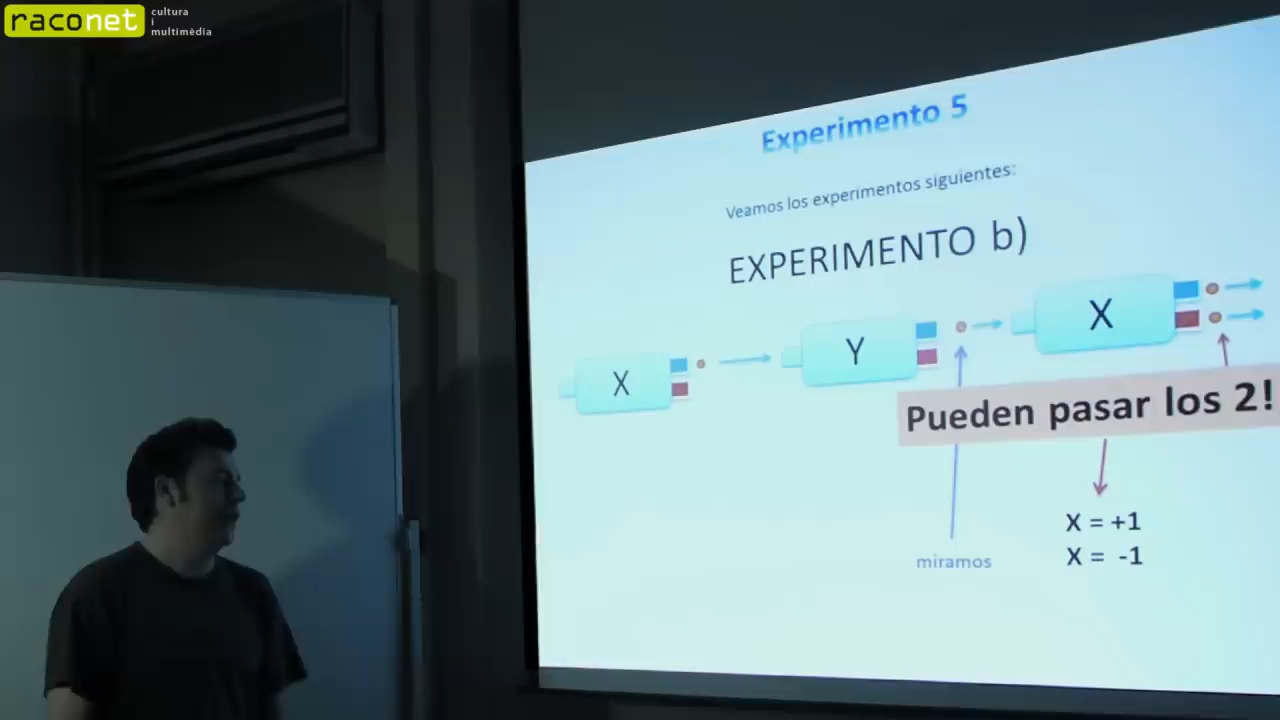 raconet
cultura
i
multimèdia
Experimento 5
Veamos los experimentos siguientes:
EXPERIMENTO b)
X
Y
X
Pueden pasar los 2!
X = +1
X = -1
miramos